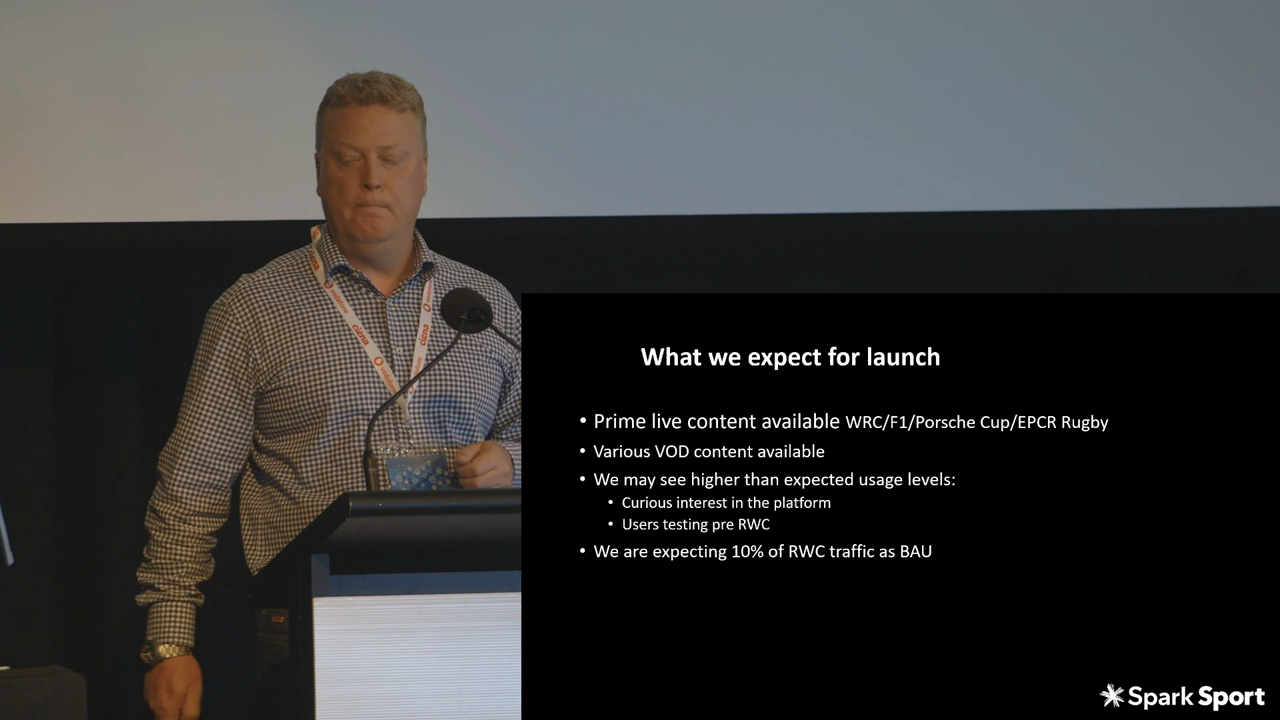 ciena
ciena
What we expect for launch
• Prime live content available WRC/F1/Porsche Cup/EPCR Rugby
• Various VOD content available
• We may see higher than expected usage levels:
• Curious interest in the platform
• Users testing pre RWC
• We are expecting 10% of RWC traffic as BAU
Spark Sport